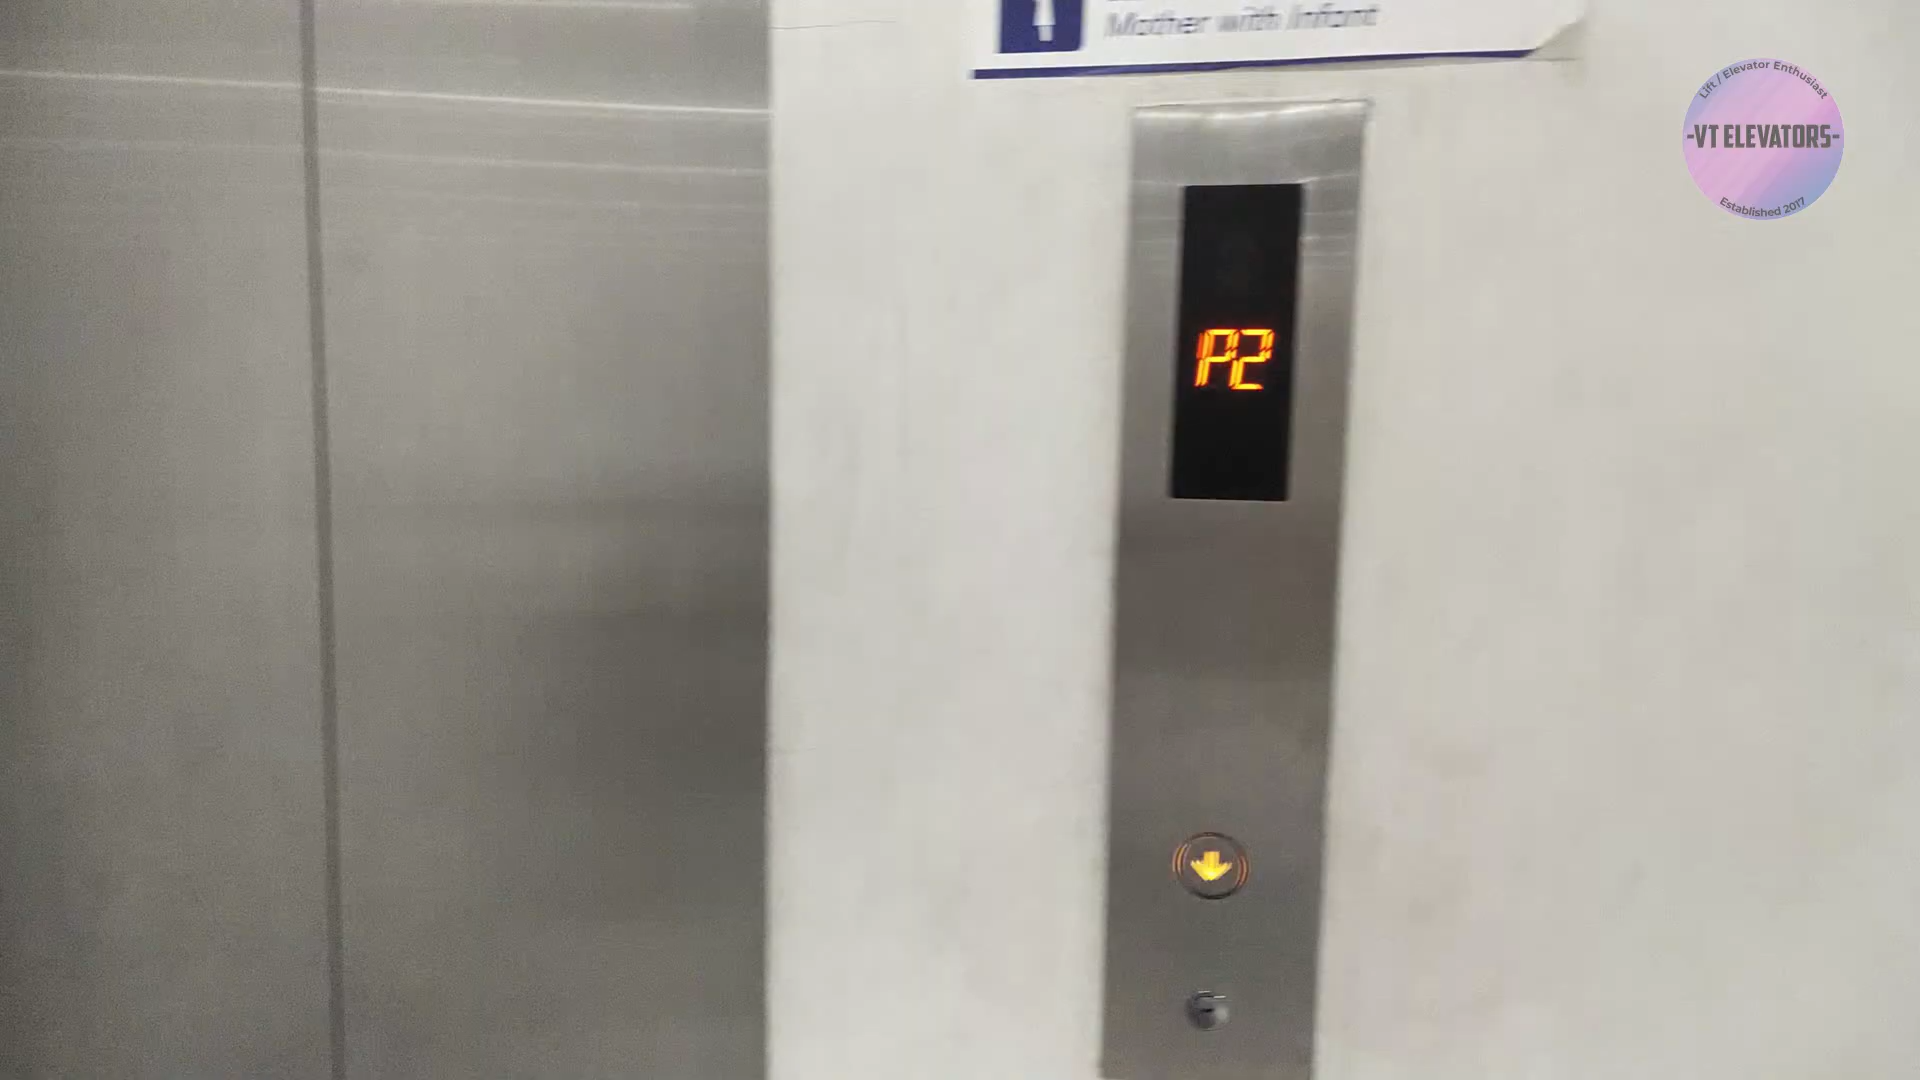 Mother with Infant
P2
Lift / Elevator Enthusiast
-VT ELEVATORS-
Established 2017